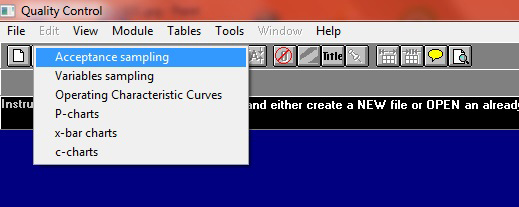 Quality Control
File Edit View Module Tables Tools Window Help
Title
Acceptance sampling
Variables sampling
Operating Characteristic Curves
P-charts
x-bar charts
c-charts
Instru and either create a NEW file or OPEN an alread